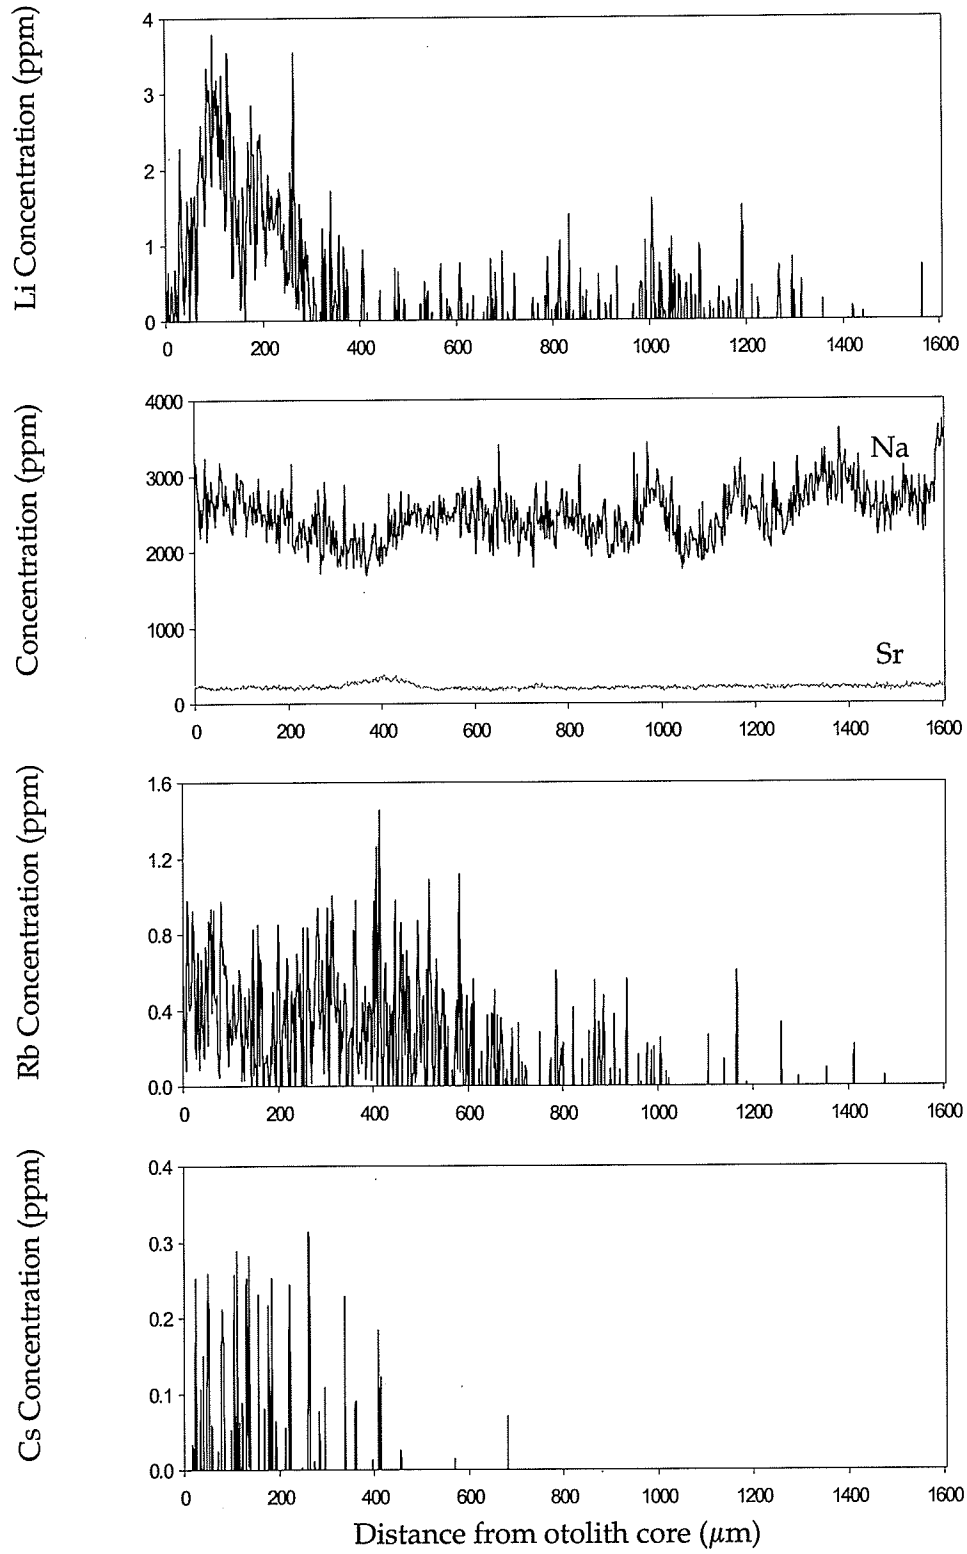 Li Concentration (ppm)
4
3
2
1
0
0 200 400 600 800 1000 1200 1400 1600
Concentration (ppm)
4000
3000
2000
1000
0
Na
Sr
0 200 400 600 800 1000 1200 1400 1600
Rb Concentration (ppm)
1.6
1.2
0.8
0.4
0.0
0 200 400 600 800 1000 1200 1400 1600
Cs Concentration (ppm)
0.4
0.3
0.2
0.1
0.0
0 200 400 600 800 1000 1200 1400 1600
Distance from otolith core (μm)